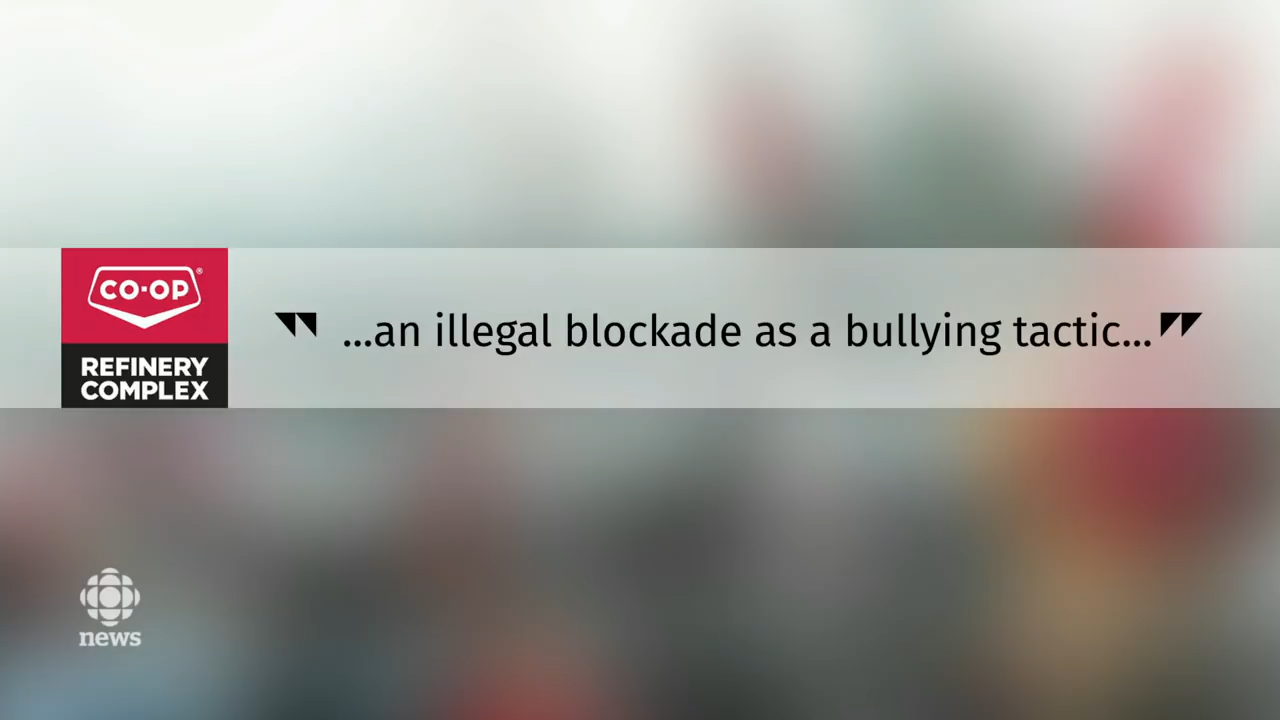 CO-OP®
REFINERY
COMPLEX
"...an illegal blockade as a bullying tactic..."
news